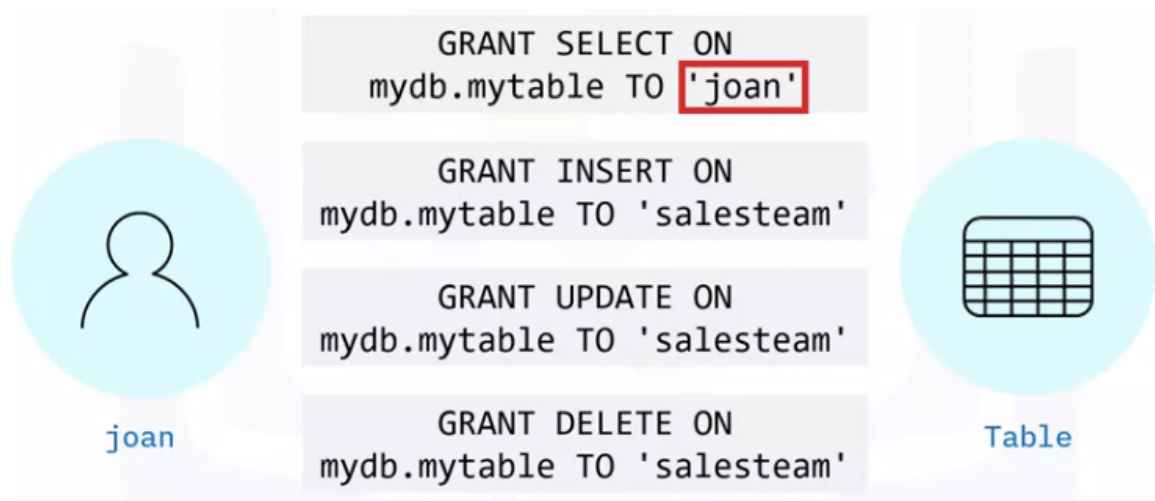 GRANT SELECT ON
mydb.mytable TO 'joan'
GRANT INSERT ON
mydb.mytable TO 'salesteam'
GRANT UPDATE ON
mydb.mytable TO 'salesteam'
GRANT DELETE ON
mydb.mytable TO 'salesteam'
joan
Table